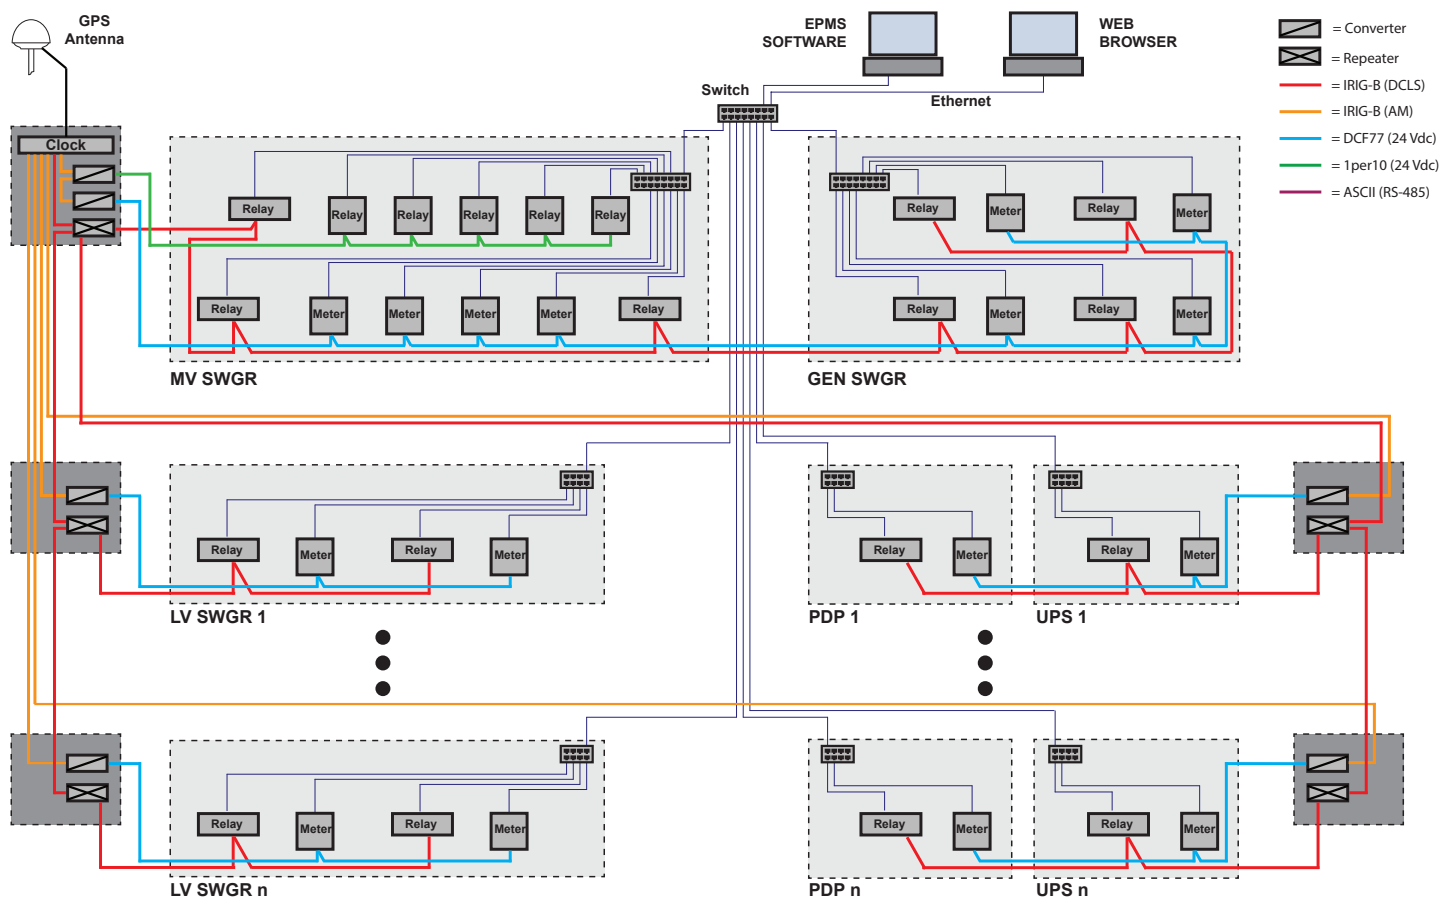 GPS
Antenna
EPMS
SOFTWARE
WEB
BROWSER
= Converter
= Repeater
= IRIG-B (DCLS)
= IRIG-B (AM)
= DCF77 (24 Vdc)
= 1per10 (24 Vdc)
= ASCII (RS-485)
Switch
Ethernet
Clock
Relay
Relay
Relay
Relay
Relay
Relay
Relay
Meter
Relay
Meter
Relay
Meter
Meter
Meter
Meter
Relay
Relay
Meter
Relay
Meter
MV SWGR
GEN SWGR
Relay
Meter
Relay
Meter
Relay
Meter
Relay
Meter
LV SWGR 1
PDP 1
UPS 1
Relay
Meter
Relay
Meter
Relay
Meter
Relay
Meter
LV SWGR n
PDP n
UPS n